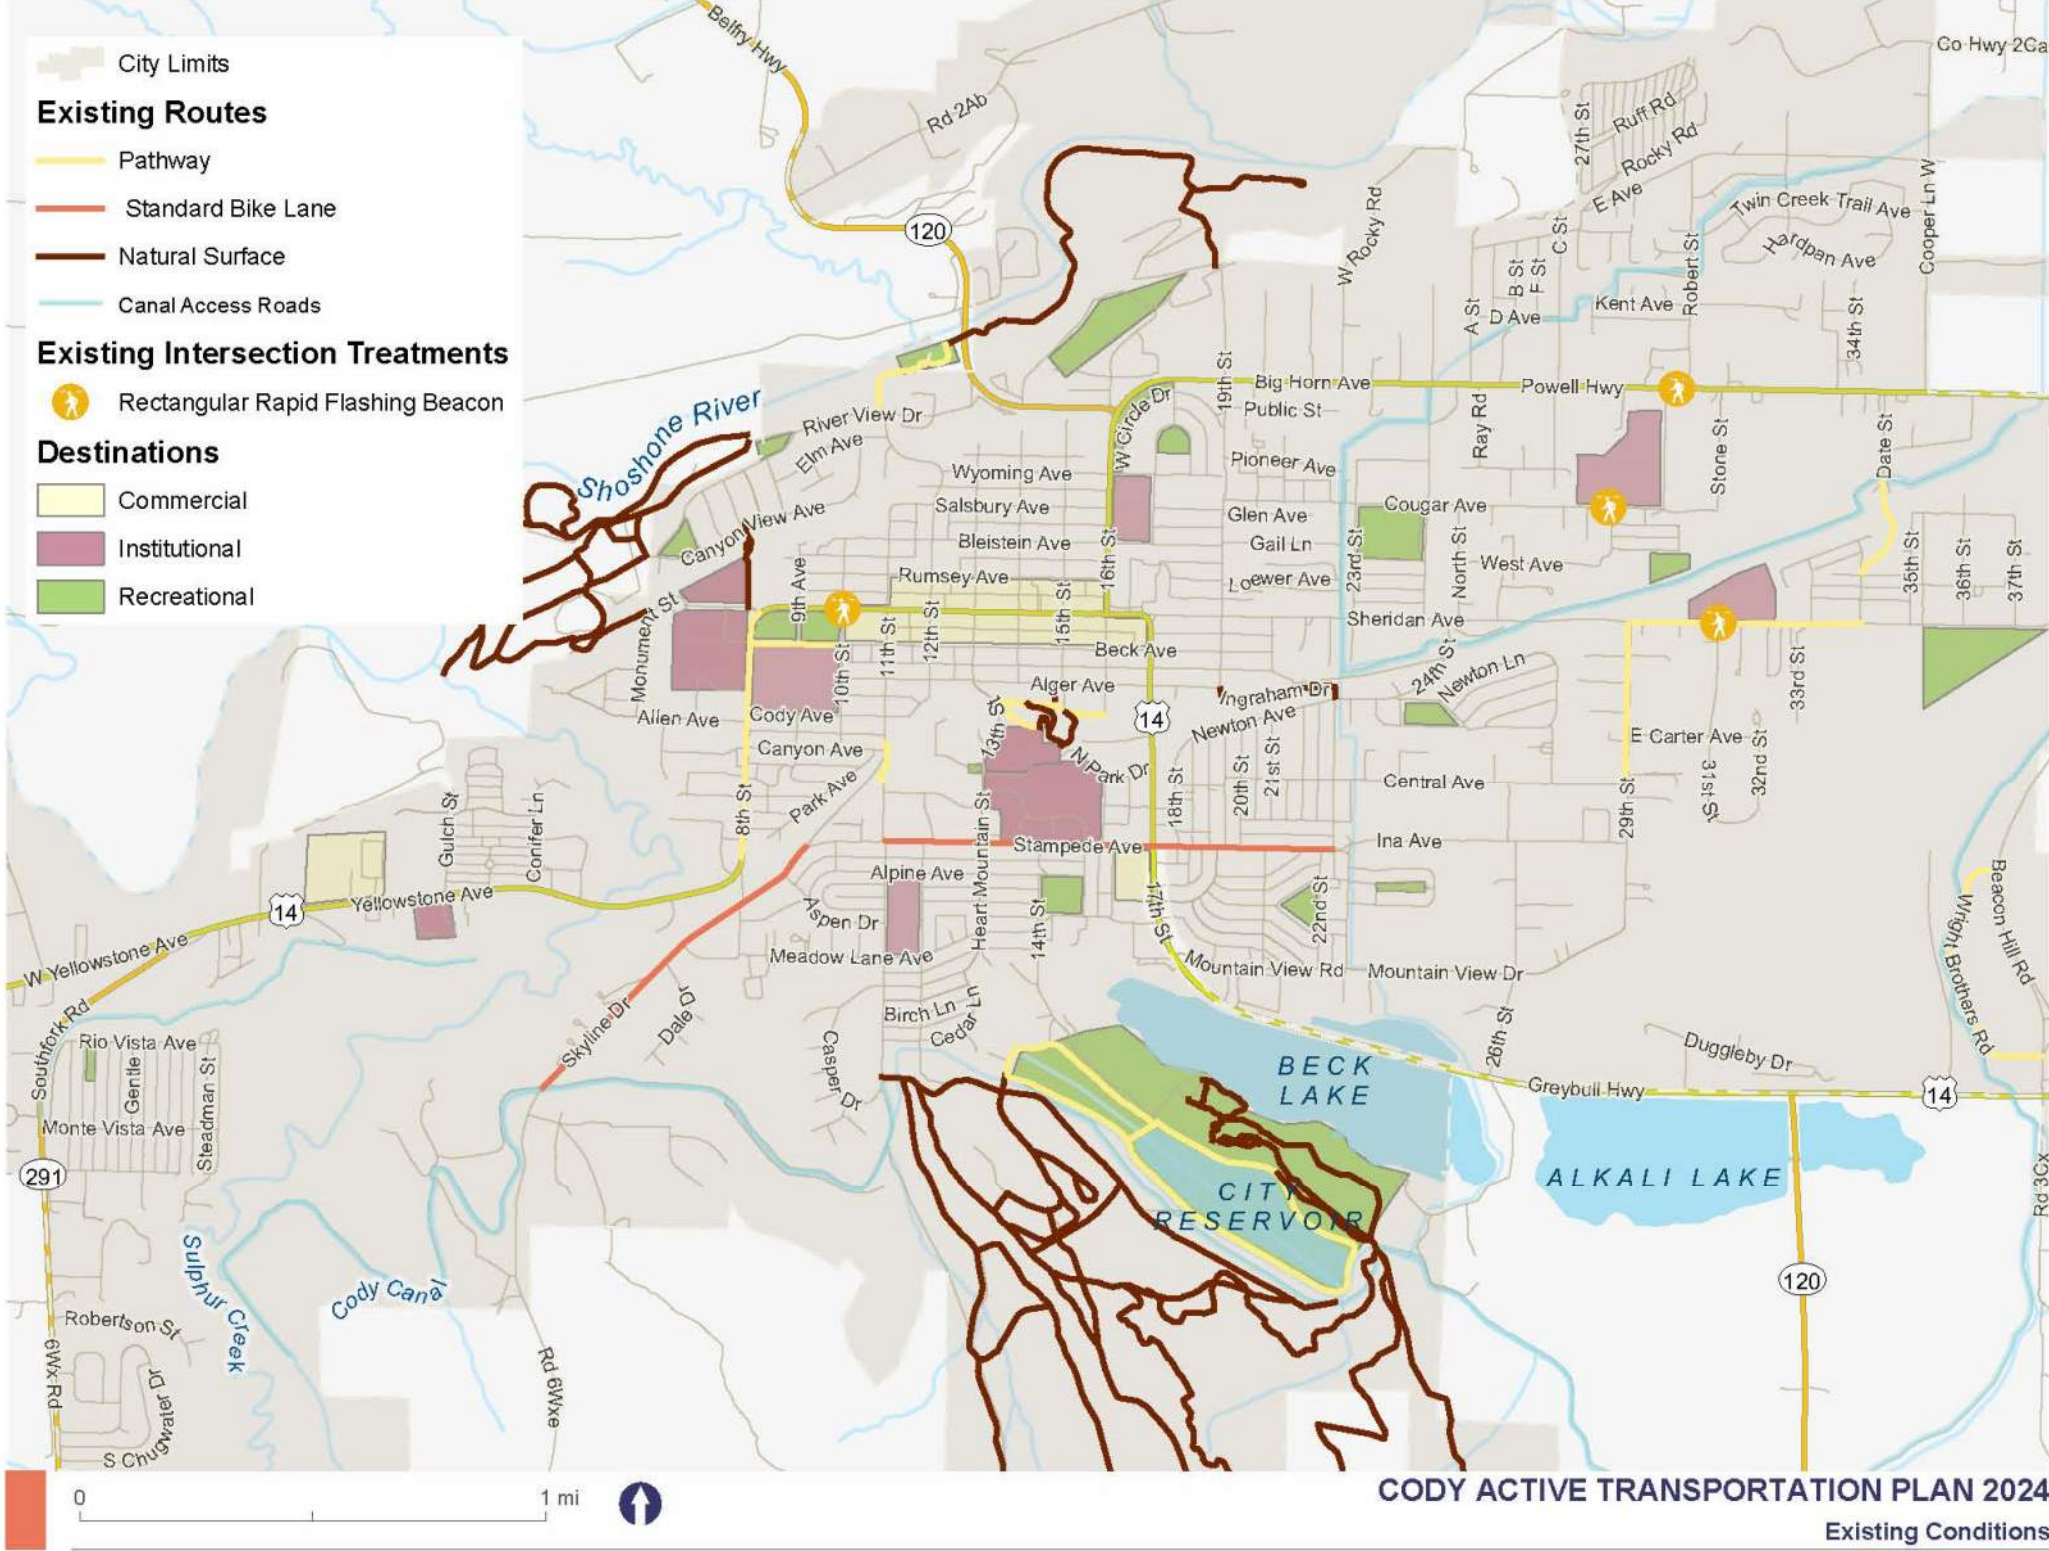 City Limits
Existing Routes
Pathway
Standard Bike Lane
Natural Surface
Canal Access Roads
Existing Intersection Treatments
Rectangular Rapid Flashing Beacon
Destinations
Commercial
Institutional
Recreational
Belfry Hwy
Rd 2Ab
120
Co Hwy 2Ca
27th St
Ruff Rd
Rocky Rd
E Ave
Twin Creek Trail Ave
Hardpan Ave
Cooper Ln W
W Rocky Rd
C St
B St
F St
Robert St
Kent Ave
A St
D Ave
34th St
19th St
Big Horn Ave
Powell Hwy
Public St
W Circle Dr
Ray Rd
Stone St
Date St
Shoshone River
River View Dr
Elm Ave
Wyoming Ave
Pioneer Ave
Salsbury Ave
Cougar Ave
Canyon View Ave
Glen Ave
Bleistein Ave
Gail Ln
16th St
23rd St
North St
West Ave
35th St
36th St
37th St
Rumsey Ave
Loewer Ave
9th Ave
Monument St
15th St
12th St
11th St
10th St
Sheridan Ave
Beck Ave
24th St
Newton Ln
33rd St
Alger Ave
Ingraham Dr
Allen Ave
Cody Ave
14
13th S
Newton Ave
Canyon Ave
N Park Dr
E Carter Ave
32nd St
31st St
Park Ave
8th St
Heart Mountain St
18th St
20th St
21st St
Central Ave
29th St
Gulch St
Conifer Ln
Stampede Ave
Ina Ave
Alpine Ave
14
Yellowstone Ave
Aspen Dr
14th St
17th St
22nd St
Beacon Hill Rd
Wright Brothers Rd
W Yellowstone Ave
Meadow Lane Ave
Mountain View Rd
Mountain View Dr
Southfork Rd
Skyline Dr
Dale Dr
Birch Ln
Cedar Ln
26th St
Rio Vista Ave
Gentle
Steadman St
Casper Dr
BECK
LAKE
Duggleby Dr
Greybull Hwy
14
Monte Vista Ave
291
ALKALI LAKE
CITY
RESERVOIR
Rd 3Cx
Sulphur Creek
Cody Canal
120
Robertson St
6Wx Rd
S Chugwater Dr
Rd 6Wxe
0
1 mi
CODY ACTIVE TRANSPORTATION PLAN 2024
Existing Conditions